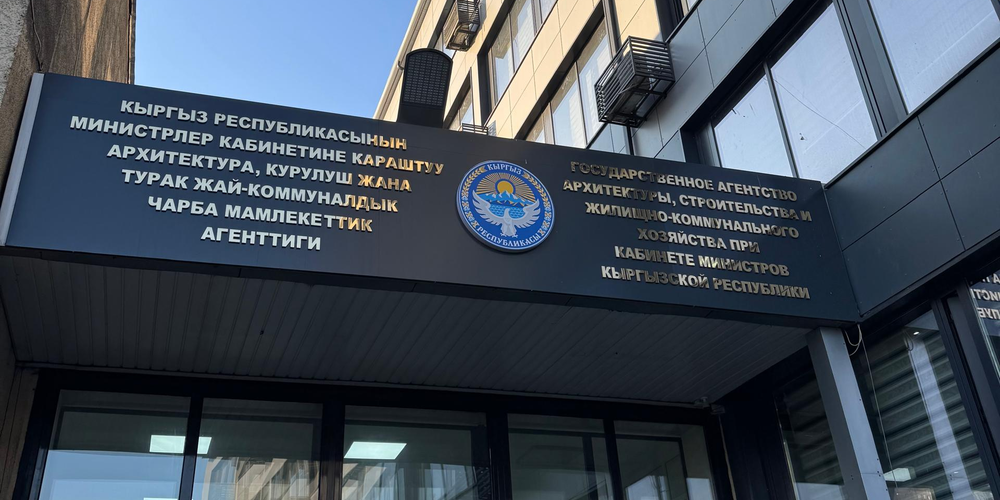 КЫРГЫЗ РЕСПУБЛИКАСЫНЫН
МИНИСТРЛЕР КАБИНЕТИНЕ КАРАШТУУ
АРХИТЕКТУРА, КУРУЛУШ ЖАНА
ТУРАК ЖАЙ-КОММУНАЛДЫК
ЧАРБА МАМЛЕКЕТТИК
АГЕНТТИГИ
КЫРГЫЗ
РЕСПУБЛИКАСЫ
ГОСУДАРСТВЕННОЕ АГЕНТСТВО
АРХИТЕКТУРЫ, СТРОИТЕЛЬСТВА И
ЖИЛИЩНО-КОММУНАЛЬНОГО
ХОЗЯЙСТВА ПРИ
КАБИНЕТЕ МИНИСТРОВ
КЫРГЫЗСКОЙ РЕСПУБЛИКИ